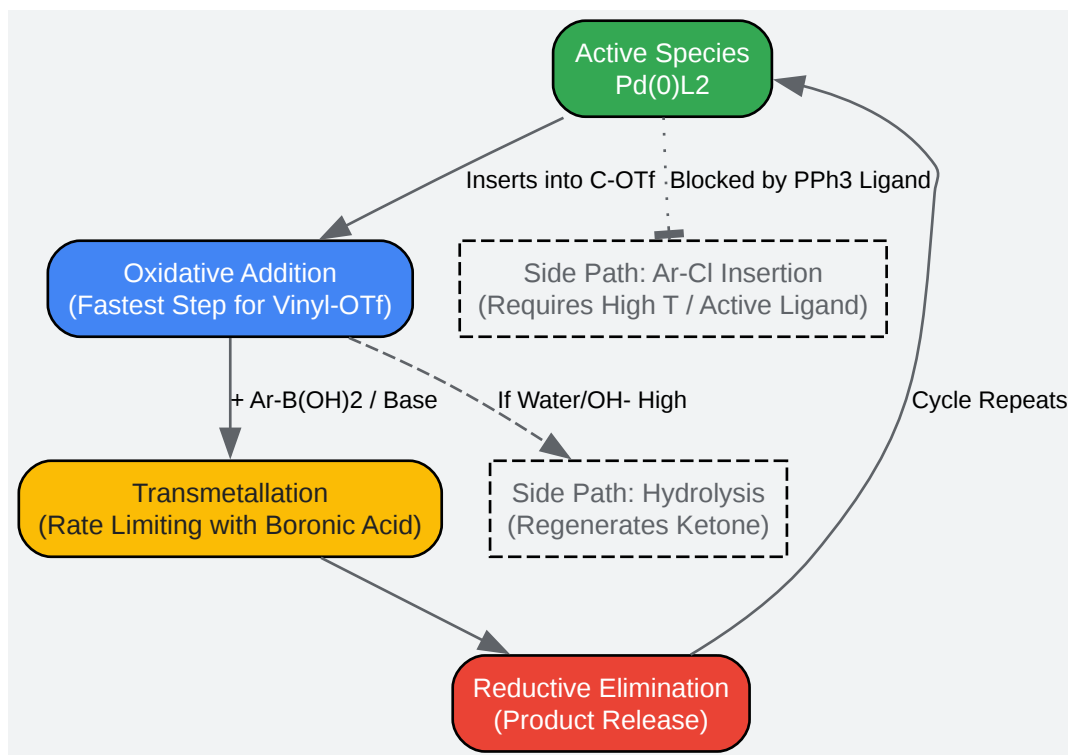 Active Species
Pd(0)L2
Inserts into C-OTf
Blocked by PPh3 Ligand
Oxidative Addition
(Fastest Step for Vinyl-OTf)
Side Path: Ar-Cl Insertion
(Requires High T / Active Ligand)
+ Ar-B(OH)2 / Base
If Water/OH- High
Cycle Repeats
Transmetallation
(Rate Limiting with Boronic Acid)
Side Path: Hydrolysis
(Regenerates Ketone)
Reductive Elimination
(Product Release)